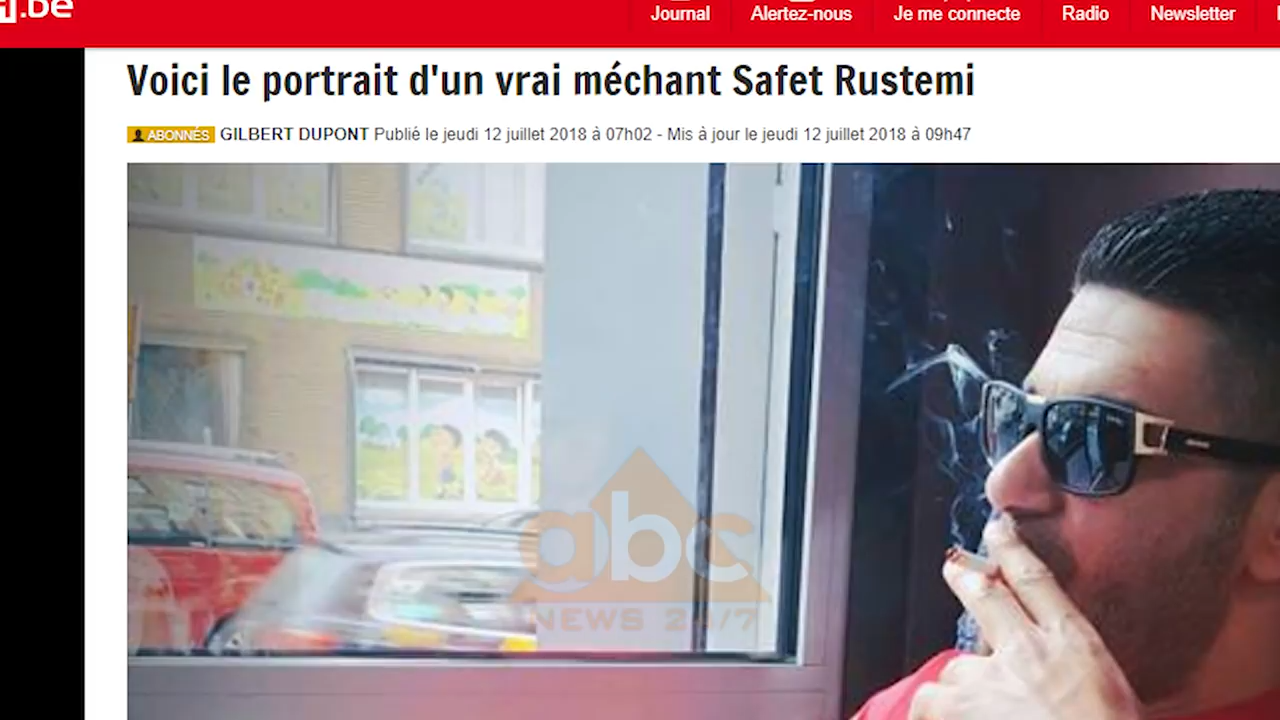 .be
Journal
Alertez-nous
Je me connecte
Radio
Newsletter
Voici le portrait d'un vrai méchant Safet Rustemi
ABONNÉS GILBERT DUPONT Publié le jeudi 12 juillet 2018 à 07h02 - Mis à jour le jeudi 12 juillet 2018 à 09h47
abc
NEWS 24/7